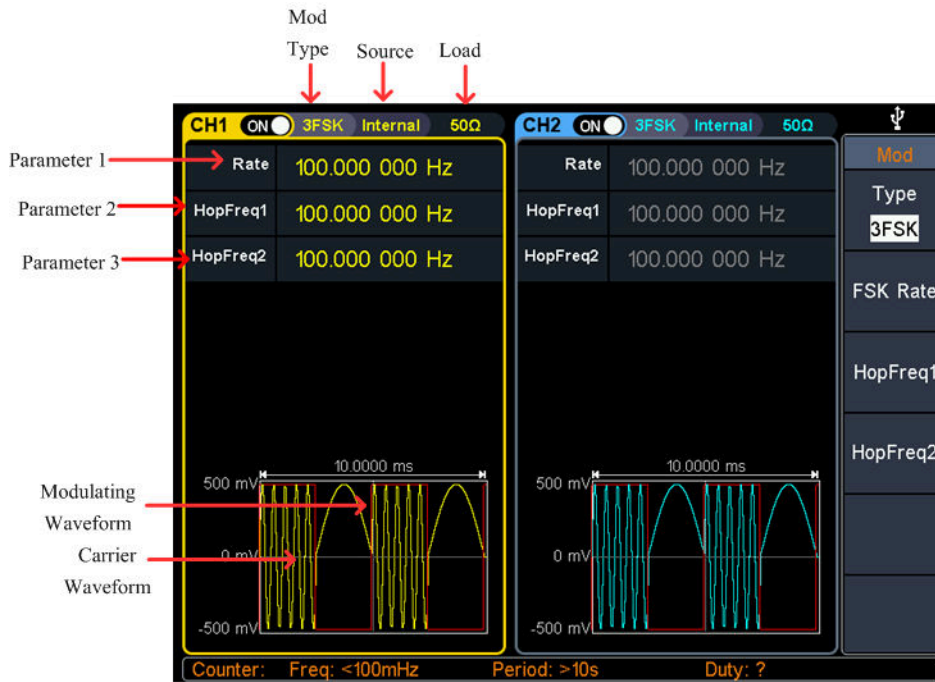 Mod
Type
Source
Load
CH1 ON 3FSK Internal 50Ω
CH2 ON 3FSK Internal 50Ω
Parameter 1
Rate 100.000 000 Hz
Rate 100.000 000 Hz
Mod
Parameter 2
HopFreq1 100.000 000 Hz
HopFreq1 100.000 000 Hz
Type
3FSK
Parameter 3
HopFreq2 100.000 000 Hz
HopFreq2 100.000 000 Hz
FSK Rate
HopFreq1
HopFreq2
10.0000 ms
10.0000 ms
Modulating
Waveform
Carrier
Waveform
500 mV
0 mV
-500 mV
500 mV
0 mV
-500 mV
Counter: Freq: <100mHz Period: >10s Duty: ?